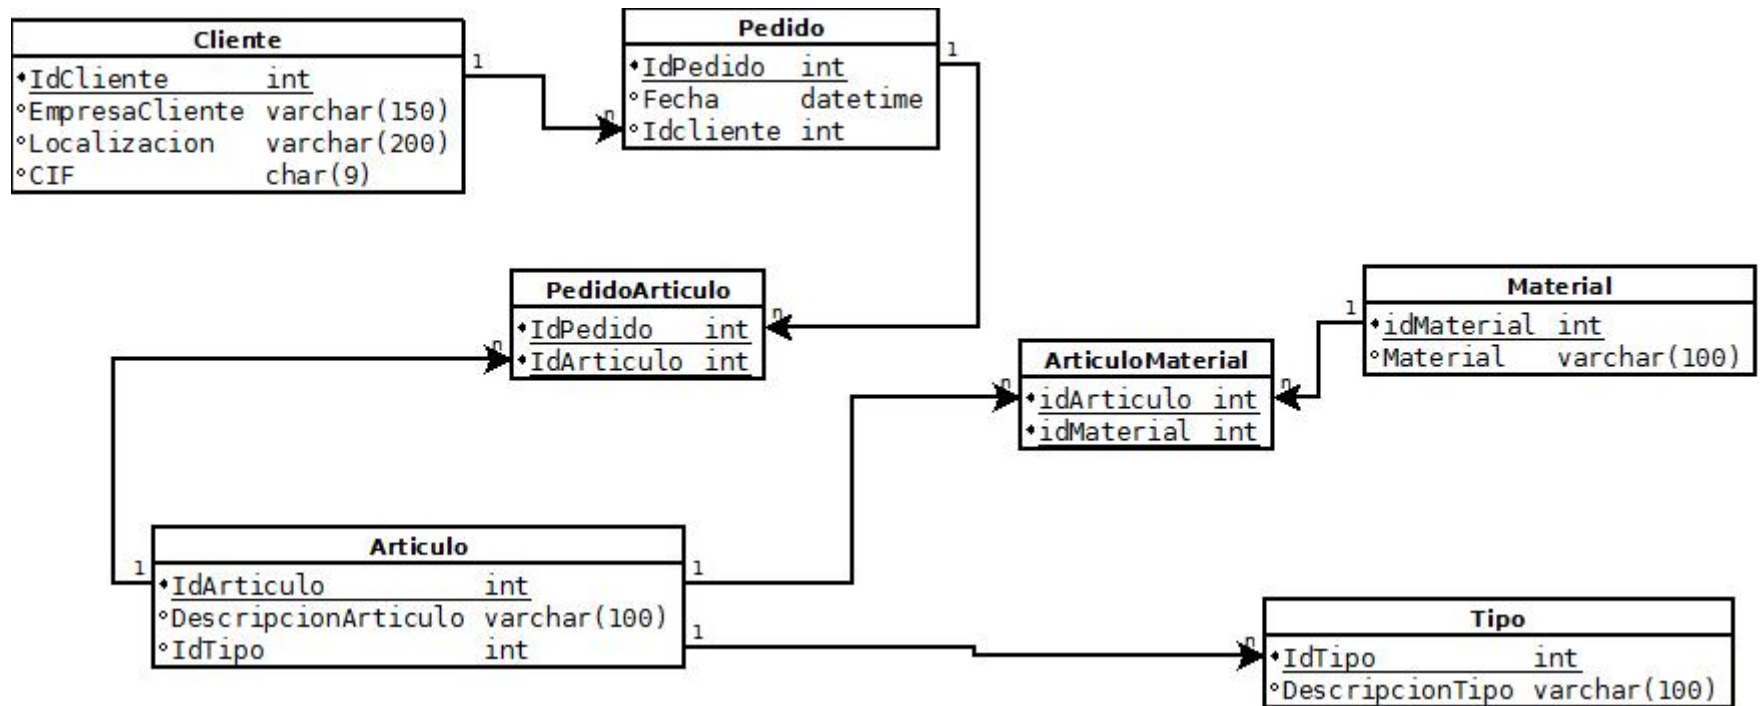 Cliente
IdCliente int
EmpresaCliente varchar(150)
Localizacion varchar(200)
CIF char(9)
1
n
Pedido
IdPedido int
Fecha datetime
Idcliente int
1
n
PedidoArticulo
IdPedido int
IdArticulo int
n
ArticuloMaterial
idArticulo int
idMaterial int
n
n
Material
idMaterial int
Material varchar(100)
1
Articulo
IdArticulo int
DescripcionArticulo varchar(100)
IdTipo int
1
1
1
n
Tipo
IdTipo int
DescripcionTipo varchar(100)